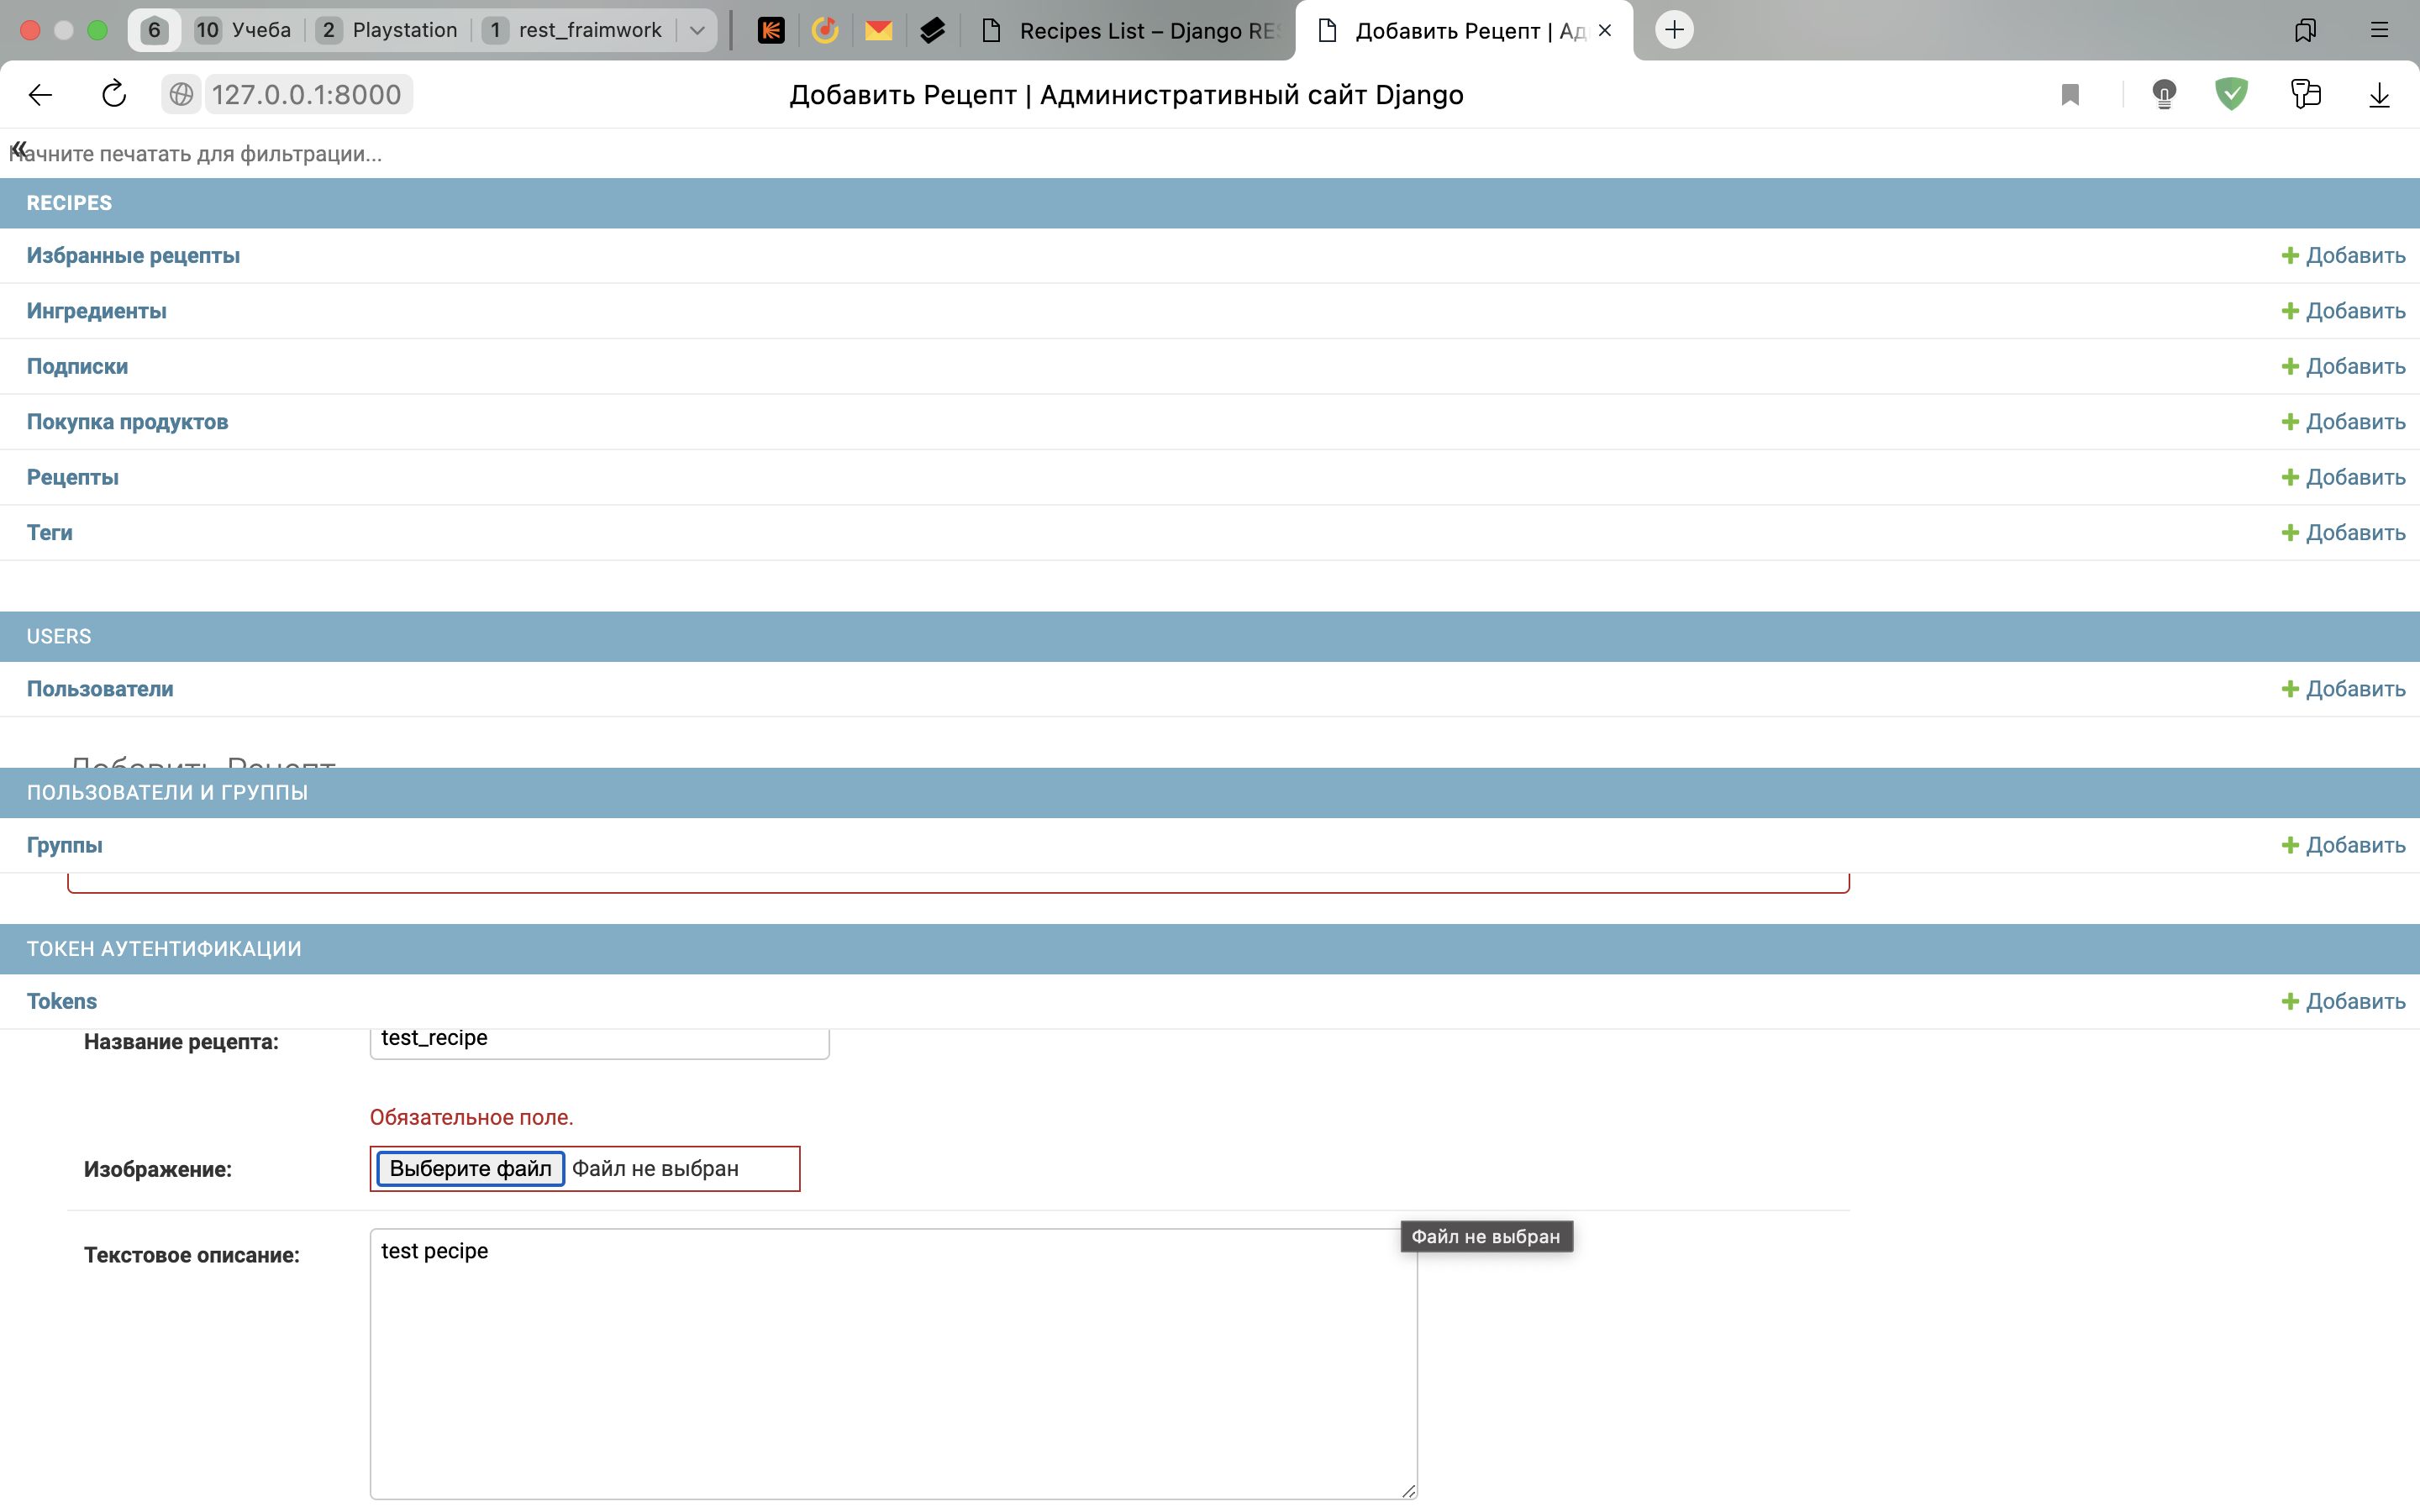 6 10 Учеба 2 Playstation 1 rest_fraimwork Recipes List – Django RES Добавить Рецепт | Ад
127.0.0.1:8000 Добавить Рецепт | Административный сайт Django
Начните печатать для фильтрации...
RECIPES
Избранные рецепты Добавить
Ингредиенты Добавить
Подписки Добавить
Покупка продуктов Добавить
Рецепты Добавить
Теги Добавить
USERS
Пользователи Добавить
Добавить Рецепт
ПОЛЬЗОВАТЕЛИ И ГРУППЫ
Группы Добавить
ТОКЕН АУТЕНТИФИКАЦИИ
Tokens Добавить
Название рецепта: test_recipe
Обязательное поле.
Изображение: Выберите файл Файл не выбран
Файл не выбран
Текстовое описание: test pecipe